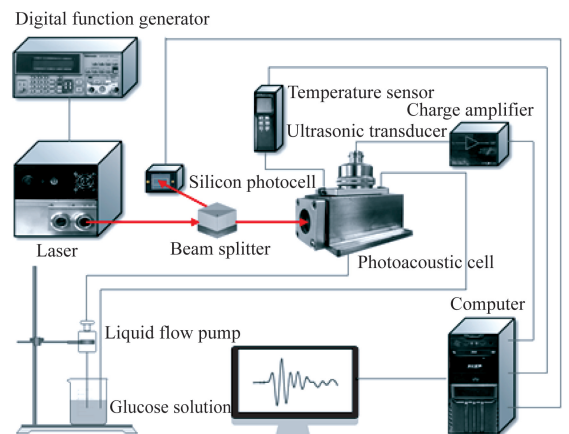 Digital function generator
Temperature sensor
Charge amplifier
Ultrasonic transducer
Silicon photocell
Laser
Beam splitter
Photoacoustic cell
Computer
Liquid flow pump
Glucose solution